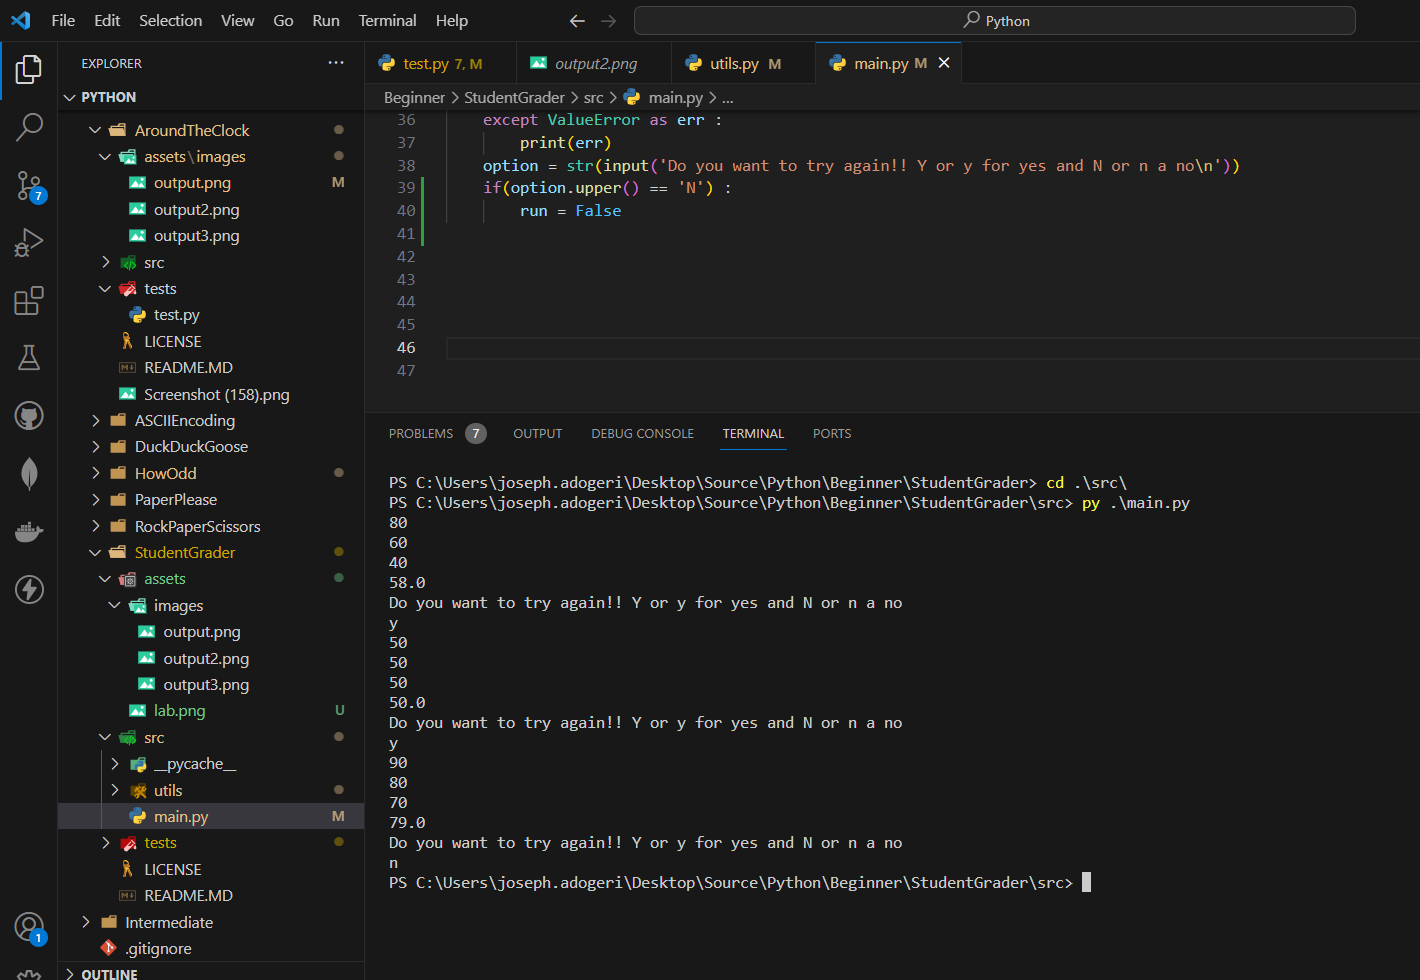 File Edit Selection View Go Run Terminal Help
Python
EXPLORER
PYTHON
AroundTheClock
assets\images
output.png M
output2.png
output3.png
src
tests
test.py
LICENSE
README.MD
Screenshot (158).png
ASCIIEncoding
DuckDuckGoose
HowOdd
PaperPlease
RockPaperScissors
StudentGrader
assets
images
output.png
output2.png
output3.png
lab.png U
src
__pycache__
utils
main.py M
tests
LICENSE
README.MD
Intermediate
.gitignore
OUTLINE
7
1
test.py 7, M
output2.png
utils.py M
main.py M
Beginner > StudentGrader > src > main.py > ...
36 except ValueError as err :
37 print(err)
38 option = str(input('Do you want to try again!! Y or y for yes and N or n a no\n'))
39 if(option.upper() == 'N') :
40 run = False
41
42
43
44
45
46
47
PROBLEMS 7 OUTPUT DEBUG CONSOLE TERMINAL PORTS
PS C:\Users\joseph.adogeri\Desktop\Source\Python\Beginner\StudentGrader> cd .\src\
PS C:\Users\joseph.adogeri\Desktop\Source\Python\Beginner\StudentGrader\src> py .\main.py
80
60
40
58.0
Do you want to try again!! Y or y for yes and N or n a no
y
50
50
50
50.0
Do you want to try again!! Y or y for yes and N or n a no
y
90
80
70
79.0
Do you want to try again!! Y or y for yes and N or n a no
n
PS C:\Users\joseph.adogeri\Desktop\Source\Python\Beginner\StudentGrader\src>